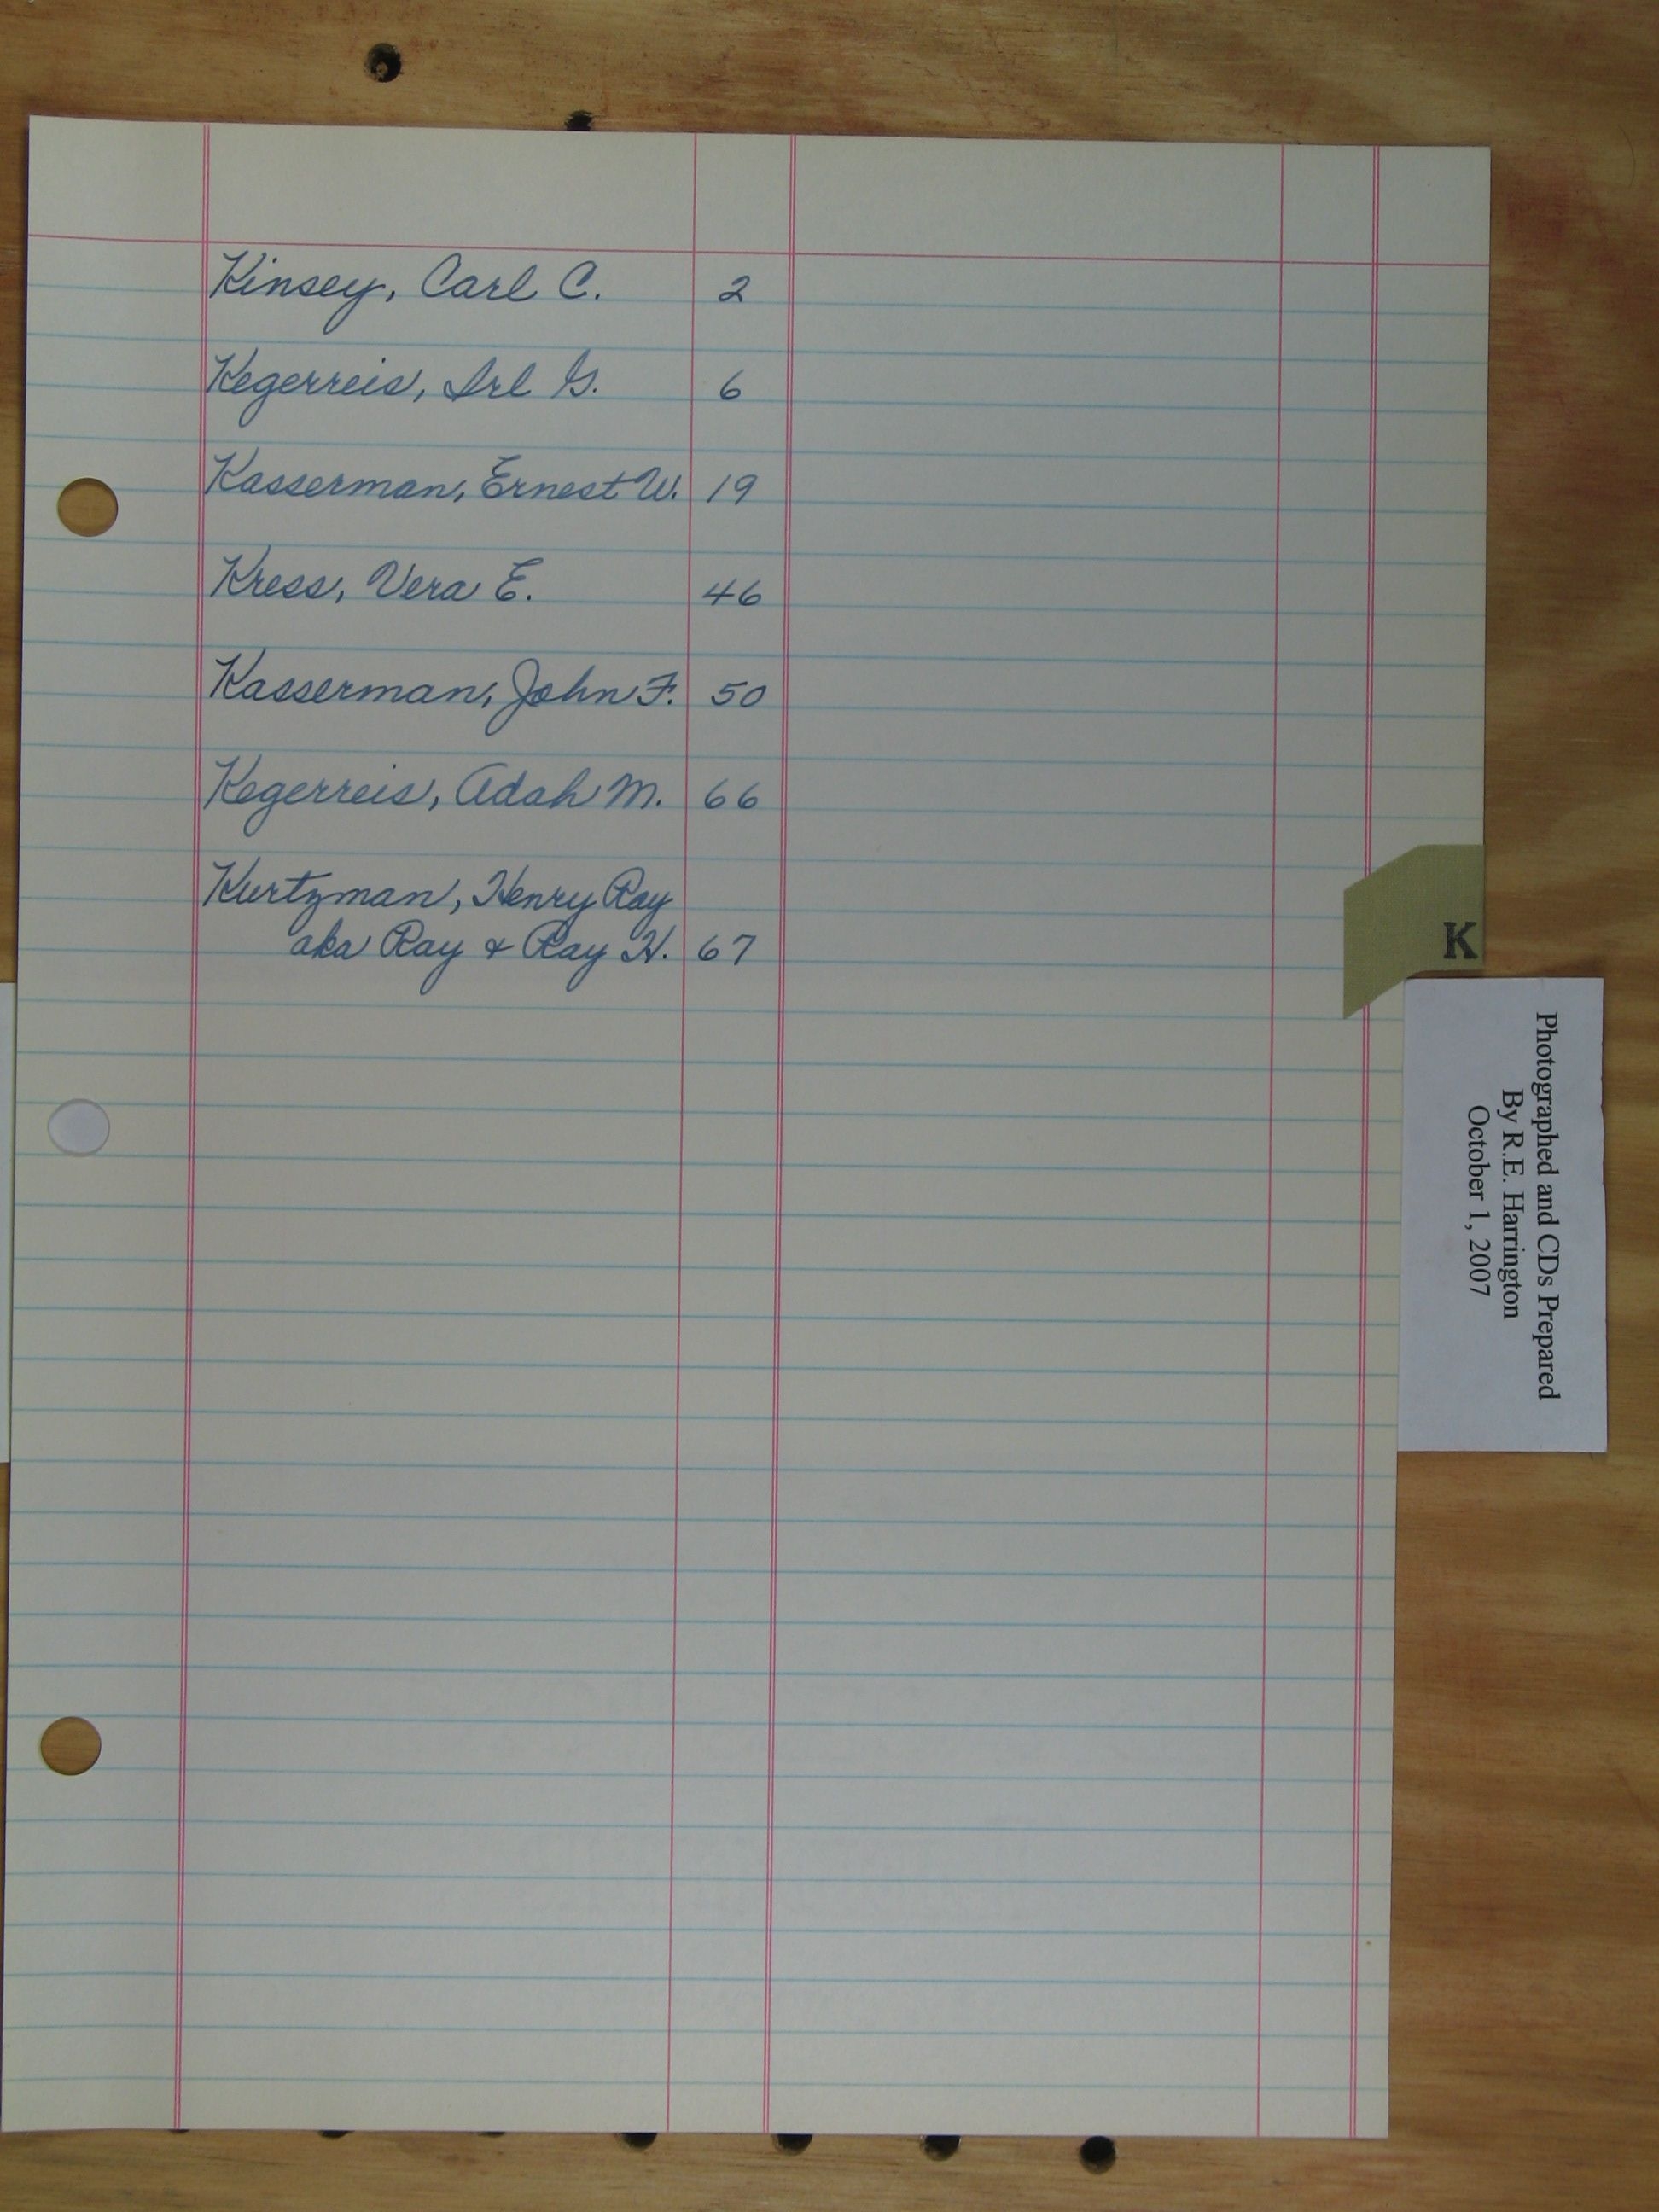 Kinsey, Carl C. 2
Kegerreis, Irl G. 6
Kasserman, Ernest W. 19
Kress, Vera E. 46
Kasserman, John F. 50
Kegerreis, Adah M. 66
Kurtzman, Henry Ray
aka Ray & Ray H. 67
K
Photographed and CDs Prepared
By R.E. Harrington
October 1, 2007